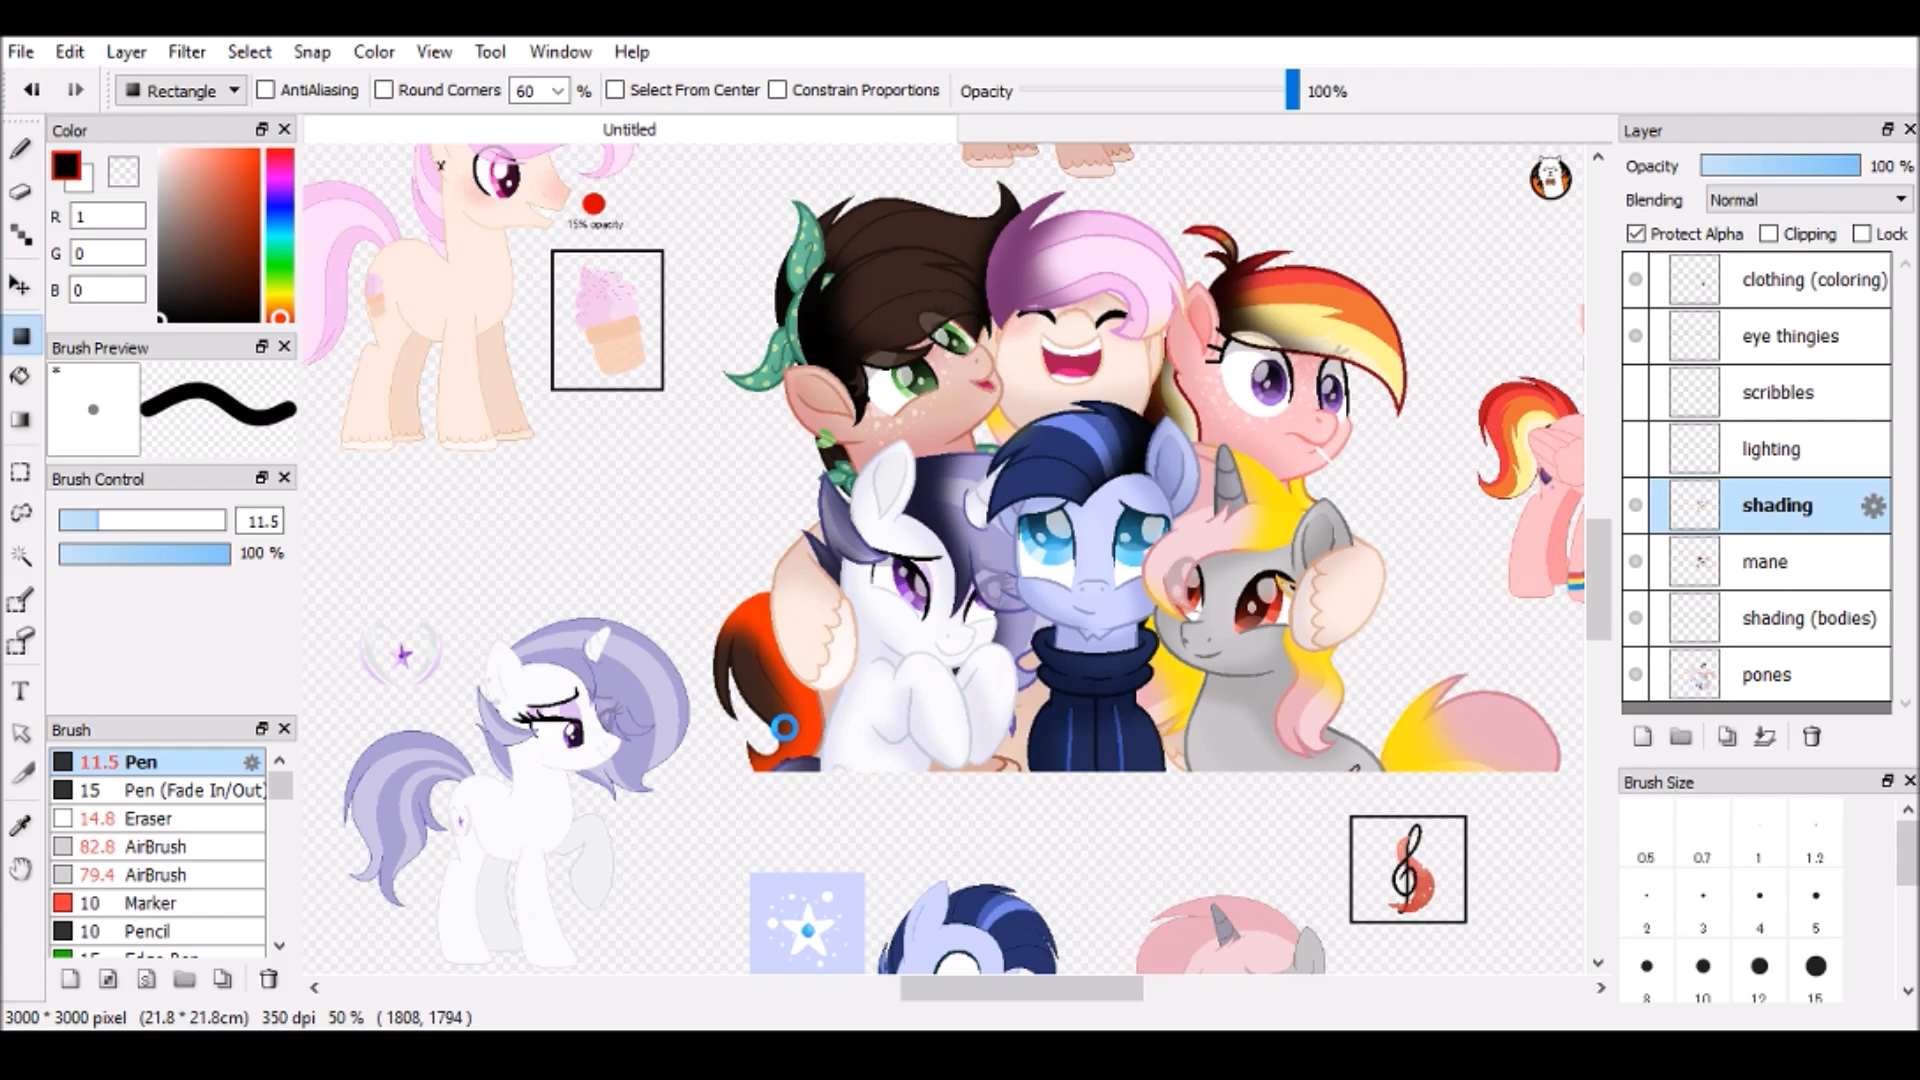 File Edit Layer Filter Select Snap Color View Tool Window Help
Rectangle AntiAliasing Round Corners 60 % Select From Center Constrain Proportions Opacity 100%
Color
R 1
G 0
B 0
Brush Preview
*
Brush Control
11.5
100 %
Brush
11.5 Pen
15 Pen (Fade In/Out)
14.8 Eraser
82.8 AirBrush
79.4 AirBrush
10 Marker
10 Pencil
Untitled
x
15% opacity
T
Layer
Opacity 100 %
Blending Normal
Protect Alpha Clipping Lock
clothing (coloring)
eye thingies
scribbles
lighting
shading
mane
shading (bodies)
pones
Brush Size
0.5 0.7 1 1.2
2 3 4 5
8 10 12 15
3000 * 3000 pixel (21.8 * 21.8cm) 350 dpi 50 % ( 1808, 1794 )